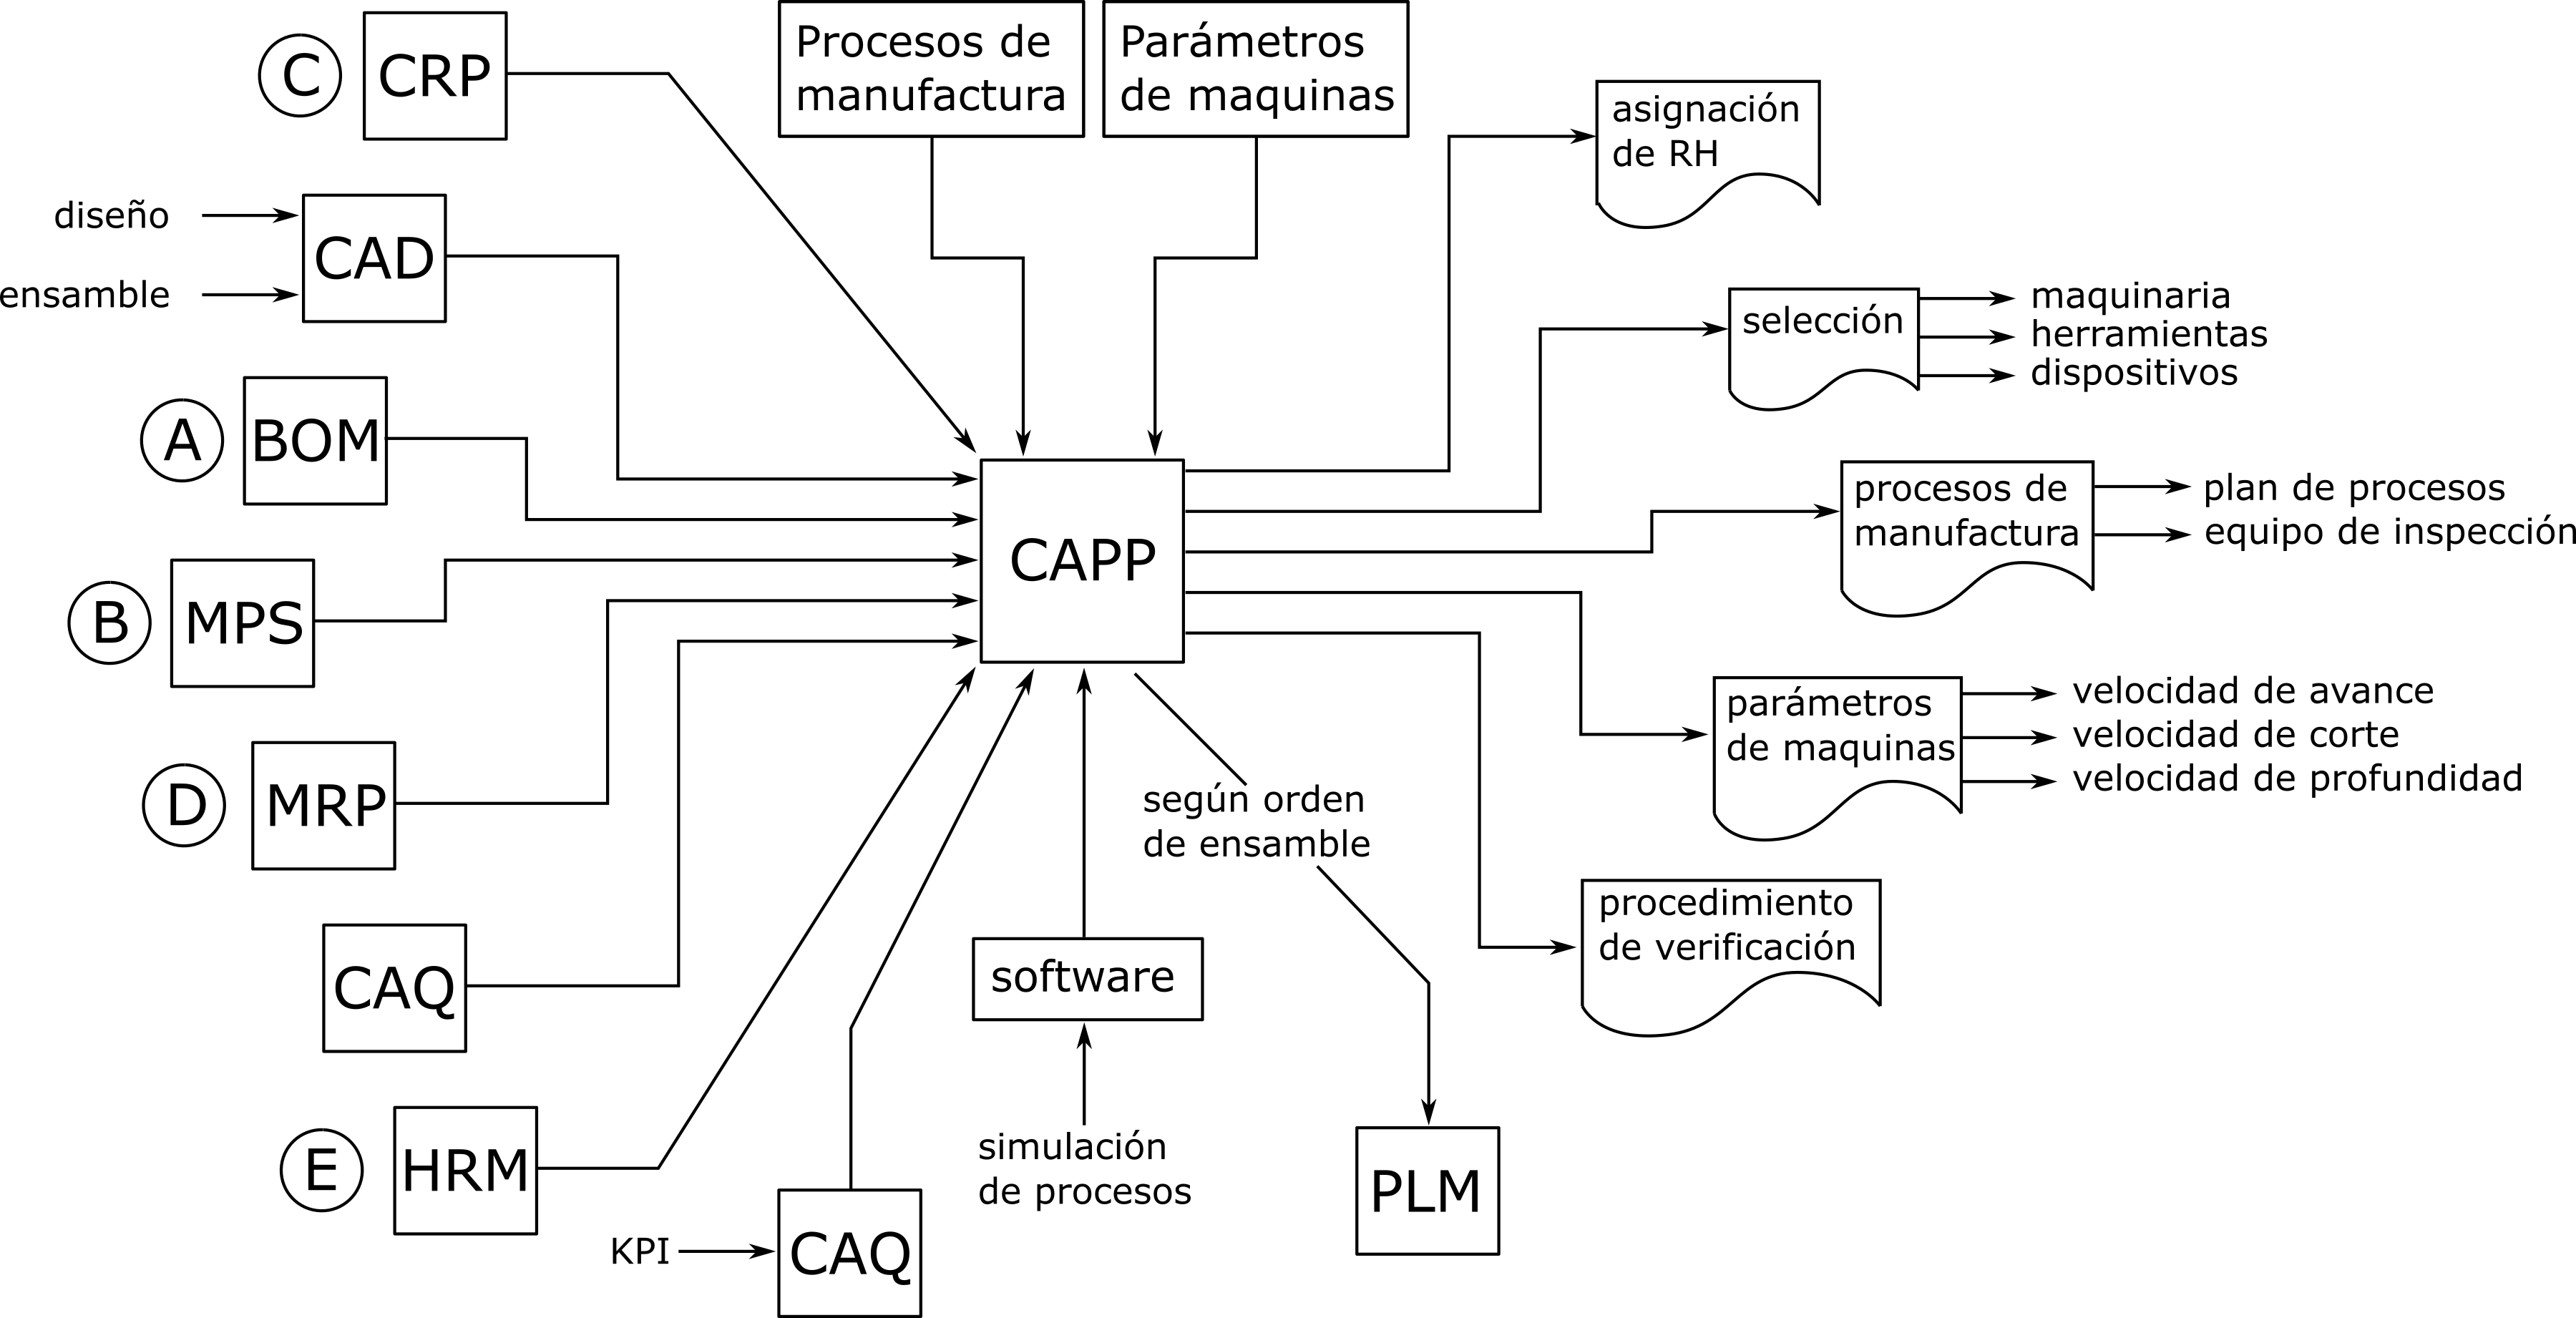 C
CRP
Procesos de
manufactura
Parámetros
de maquinas
asignación
de RH
diseño
ensamble
CAD
selección
maquinaria
herramientas
dispositivos
A
BOM
CAPP
procesos de
manufactura
plan de procesos
equipo de inspección
B
MPS
parámetros
de maquinas
velocidad de avance
velocidad de corte
velocidad de profundidad
D
MRP
según orden
de ensamble
procedimiento
de verificación
CAQ
software
E
HRM
simulación
de procesos
PLM
KPI
CAQ